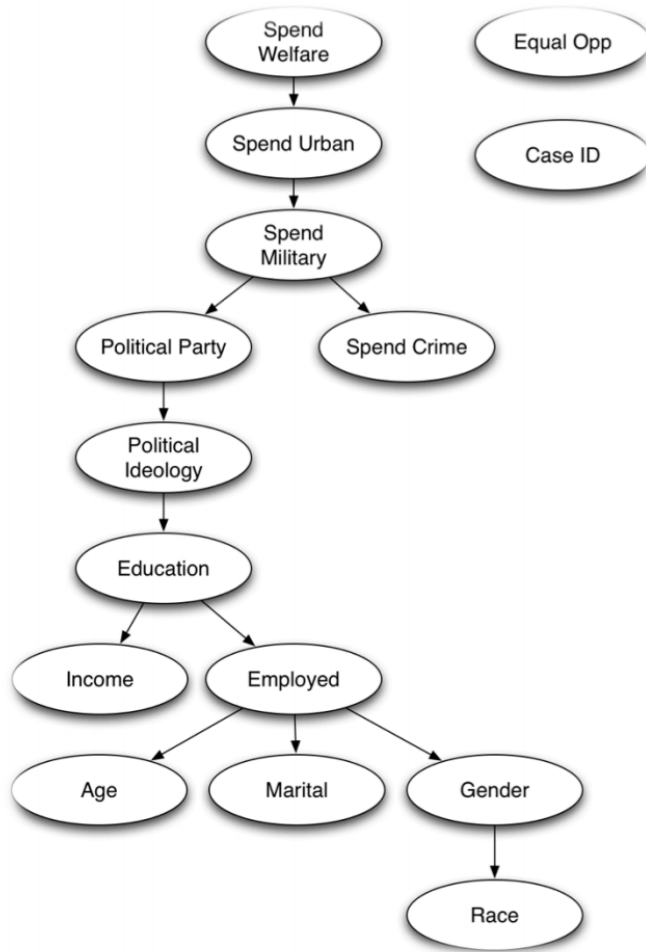 Spend
Welfare
Equal Opp
Spend Urban
Case ID
Spend
Military
Political Party
Spend Crime
Political
Ideology
Education
Income
Employed
Age
Marital
Gender
Race